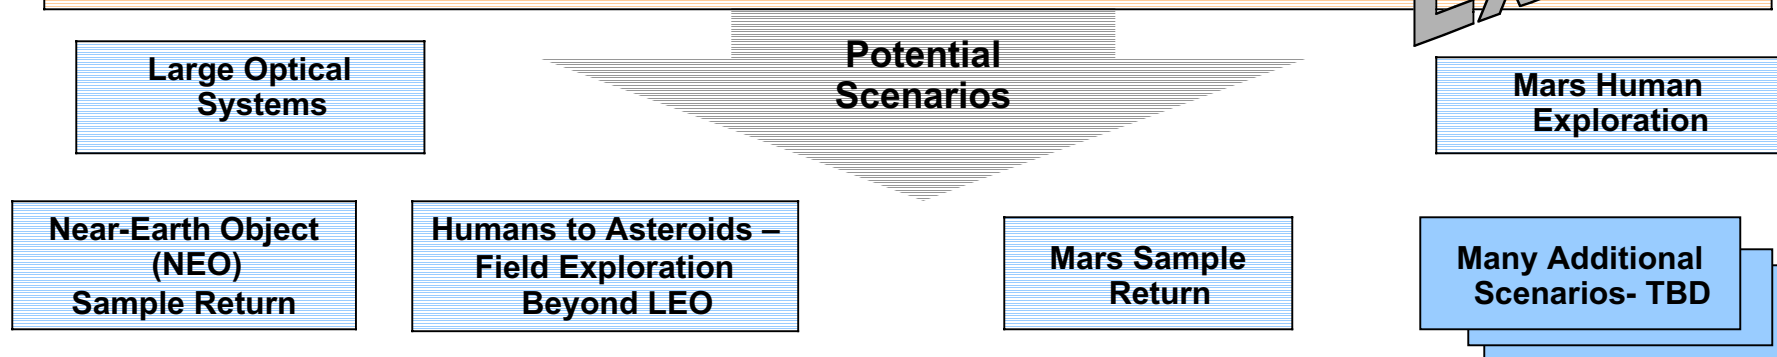 Potential
Scenarios
Large Optical
Systems
Mars Human
Exploration
Near-Earth Object
(NEO)
Sample Return
Humans to Asteroids –
Field Exploration
Beyond LEO
Mars Sample
Return
Many Additional
Scenarios- TBD